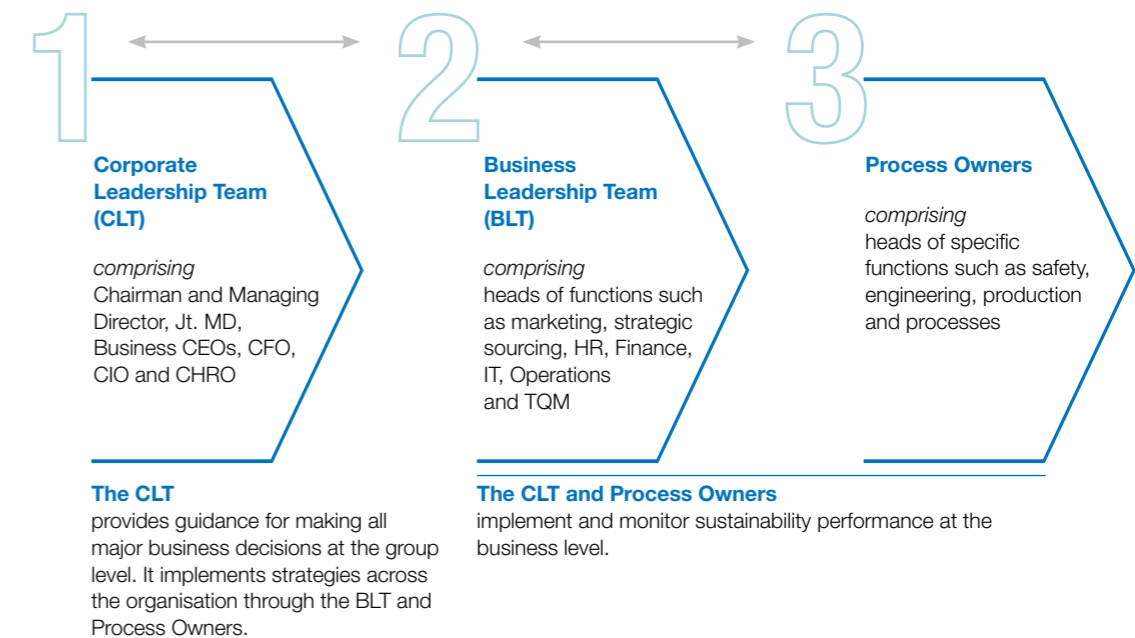 1
Corporate
Leadership Team
(CLT)
comprising
Chairman and Managing
Director, Jt. MD,
Business CEOs, CFO,
CIO and CHRO
The CLT
provides guidance for making all
major business decisions at the group
level. It implements strategies across
the organisation through the BLT and
Process Owners.
2
Business
Leadership Team
(BLT)
comprising
heads of functions such
as marketing, strategic
sourcing, HR, Finance,
IT, Operations
and TQM
3
Process Owners
comprising
heads of specific
functions such as safety,
engineering, production
and processes
The CLT and Process Owners
implement and monitor sustainability performance at the
business level.